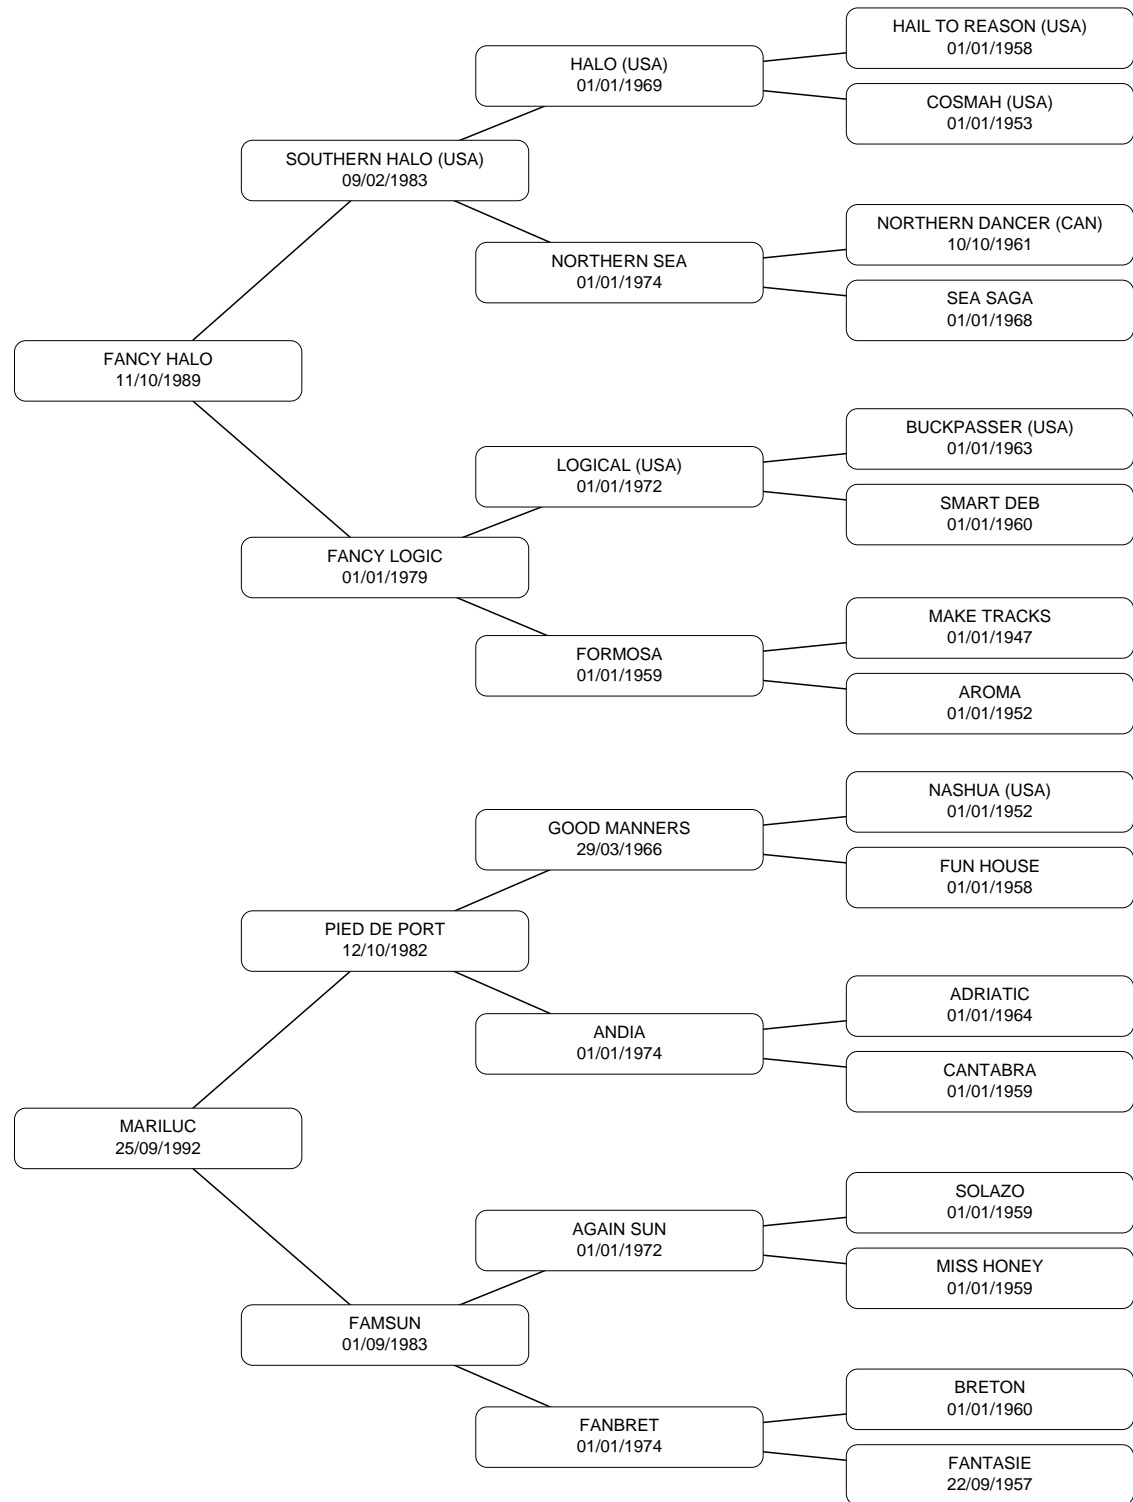 HAIL TO REASON (USA)
01/01/1958
HALO (USA)
01/01/1969
COSMAH (USA)
01/01/1953
SOUTHERN HALO (USA)
09/02/1983
NORTHERN DANCER (CAN)
10/10/1961
NORTHERN SEA
01/01/1974
SEA SAGA
01/01/1968
FANCY HALO
11/10/1989
BUCKPASSER (USA)
01/01/1963
LOGICAL (USA)
01/01/1972
SMART DEB
01/01/1960
FANCY LOGIC
01/01/1979
MAKE TRACKS
01/01/1947
FORMOSA
01/01/1959
AROMA
01/01/1952
NASHUA (USA)
01/01/1952
GOOD MANNERS
29/03/1966
FUN HOUSE
01/01/1958
PIED DE PORT
12/10/1982
ADRIATIC
01/01/1964
ANDIA
01/01/1974
CANTABRA
01/01/1959
MARILUC
25/09/1992
SOLAZO
01/01/1959
AGAIN SUN
01/01/1972
MISS HONEY
01/01/1959
FAMSUN
01/09/1983
BRETON
01/01/1960
FANBRET
01/01/1974
FANTASIE
22/09/1957